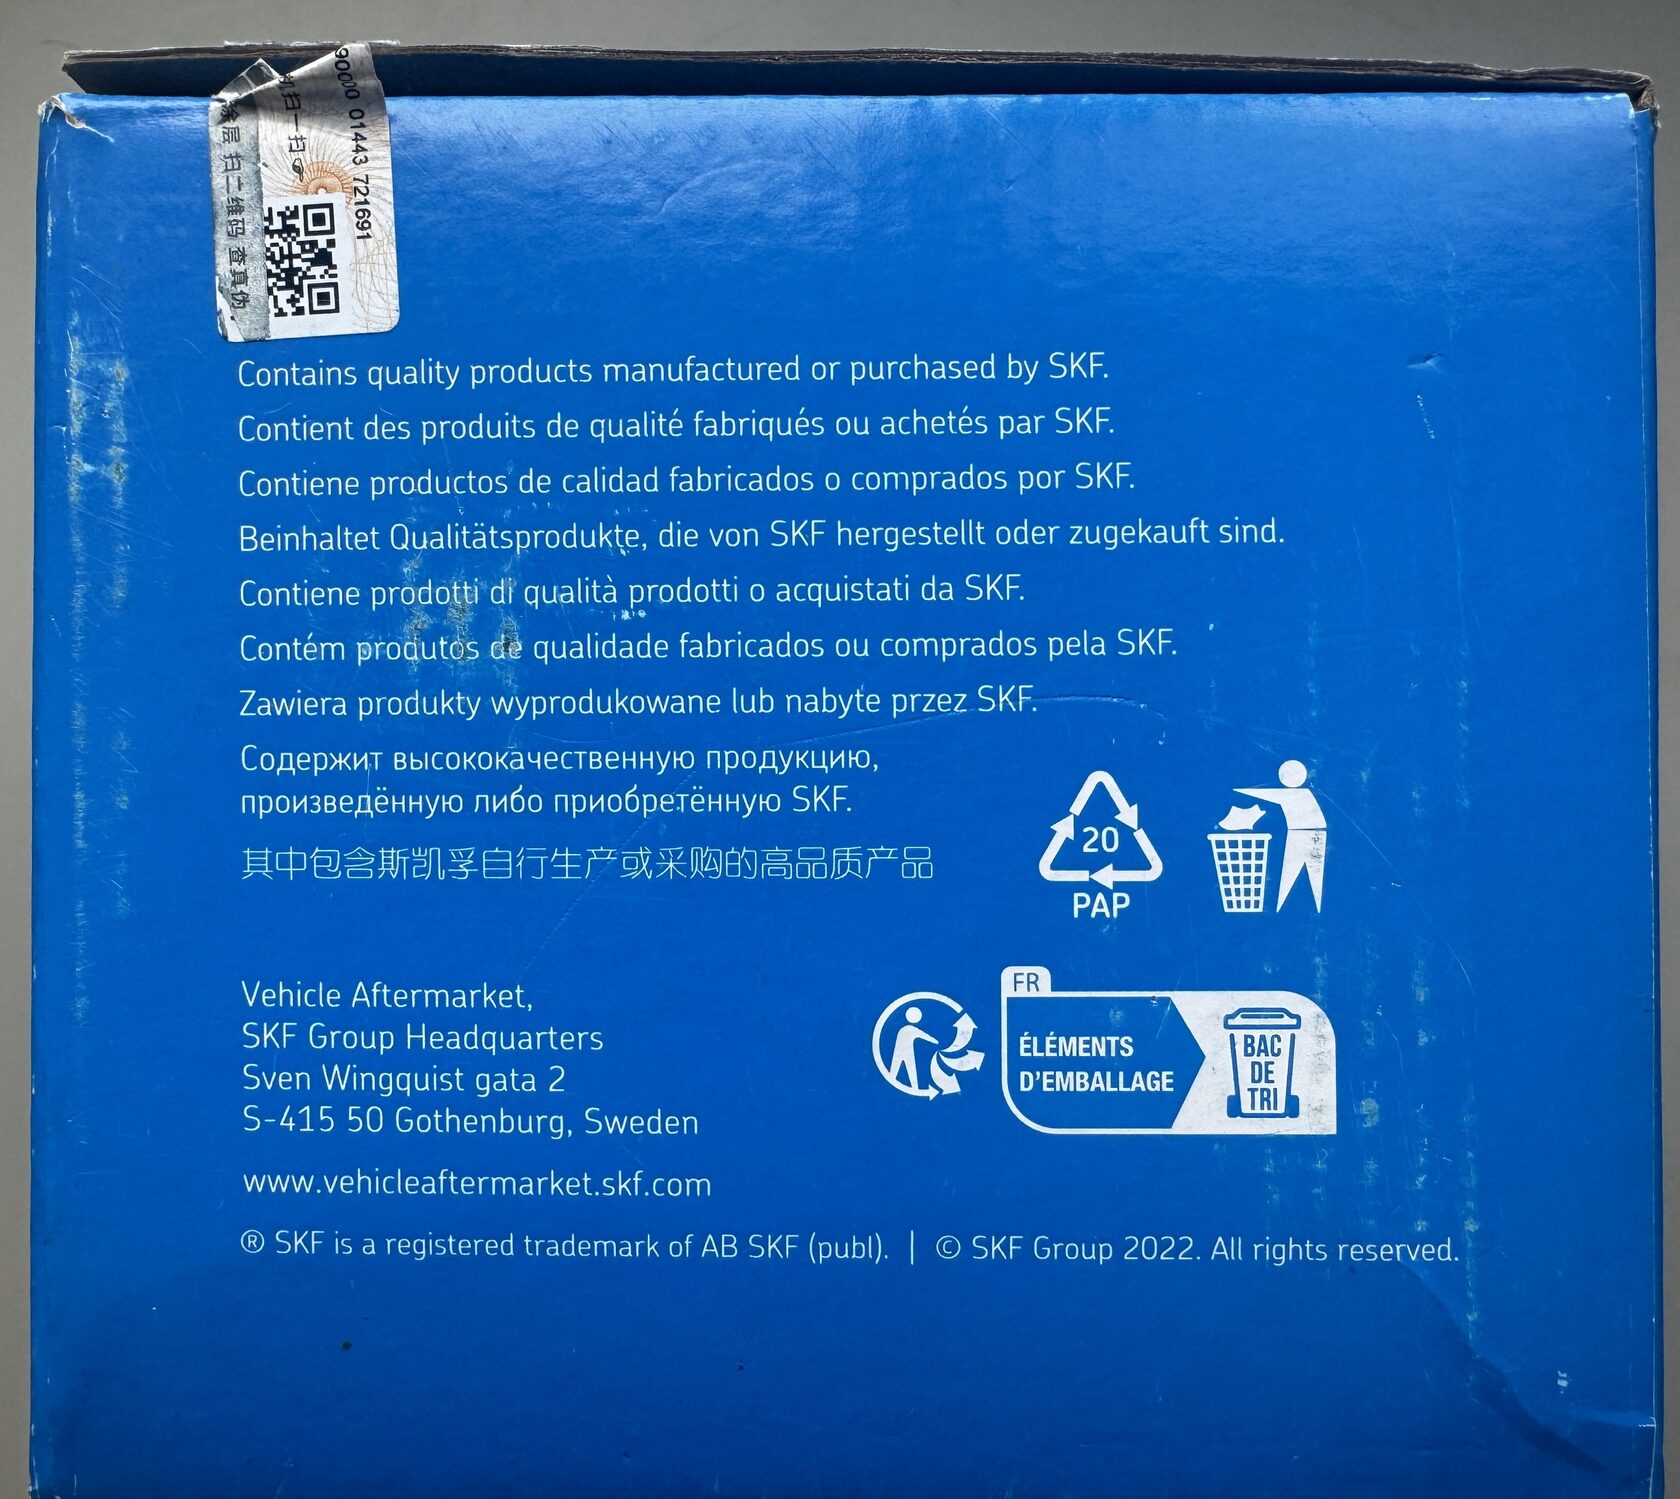 90000 01443 721691
机扫一扫
涂层 扫二维码 查真伪
Contains quality products manufactured or purchased by SKF.
Contient des produits de qualité fabriqués ou achetés par SKF.
Contiene productos de calidad fabricados o comprados por SKF.
Beinhaltet Qualitätsprodukte, die von SKF hergestellt oder zugekauft sind.
Contiene prodotti di qualità prodotti o acquistati da SKF.
Contém produtos de qualidade fabricados ou comprados pela SKF.
Zawiera produkty wyprodukowane lub nabyte przez SKF.
Содержит высококачественную продукцию,
произведённую либо приобретённую SKF.
其中包含斯凯孚自行生产或采购的高品质产品
20
PAP
Vehicle Aftermarket,
SKF Group Headquarters
Sven Wingquist gata 2
S-415 50 Gothenburg, Sweden
FR
ÉLÉMENTS
D'EMBALLAGE
BAC
DE
TRI
www.vehicleaftermarket.skf.com
® SKF is a registered trademark of AB SKF (publ). | © SKF Group 2022. All rights reserved.